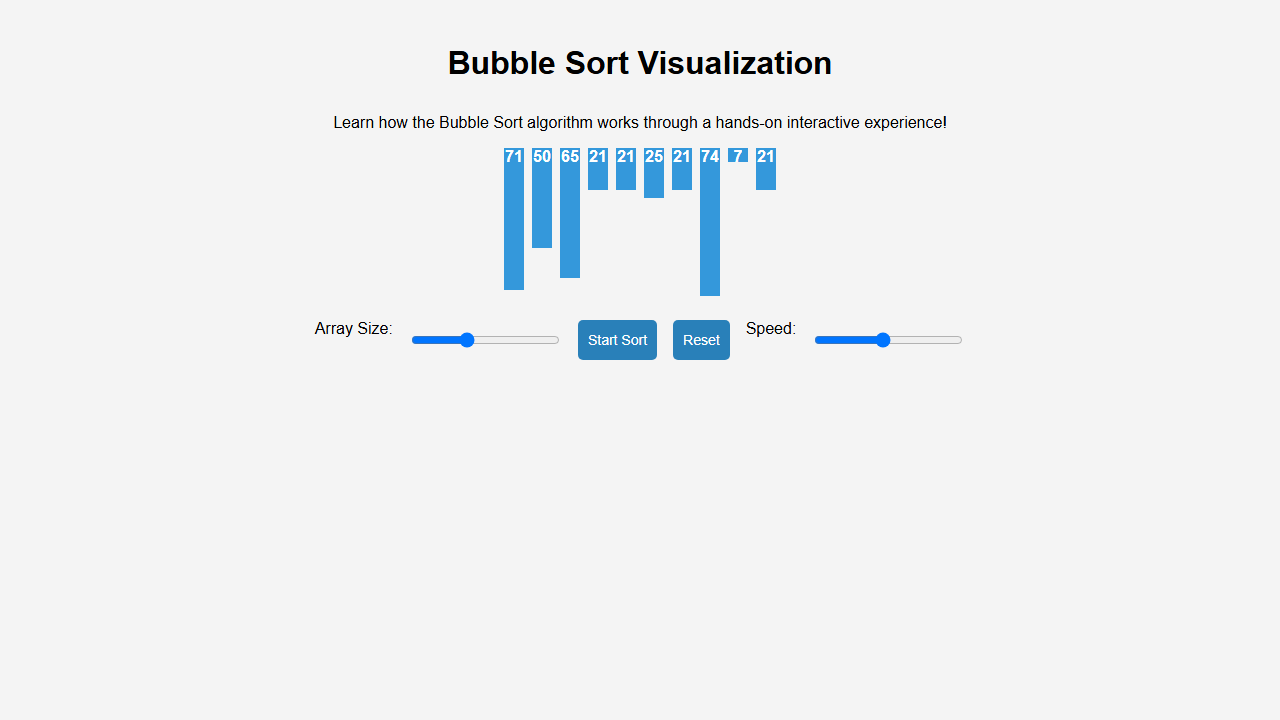 Bubble Sort Visualization
Learn how the Bubble Sort algorithm works through a hands-on interactive experience!
71 50 65 21 21 25 21 74 7 21
Array Size: Start Sort Reset Speed: